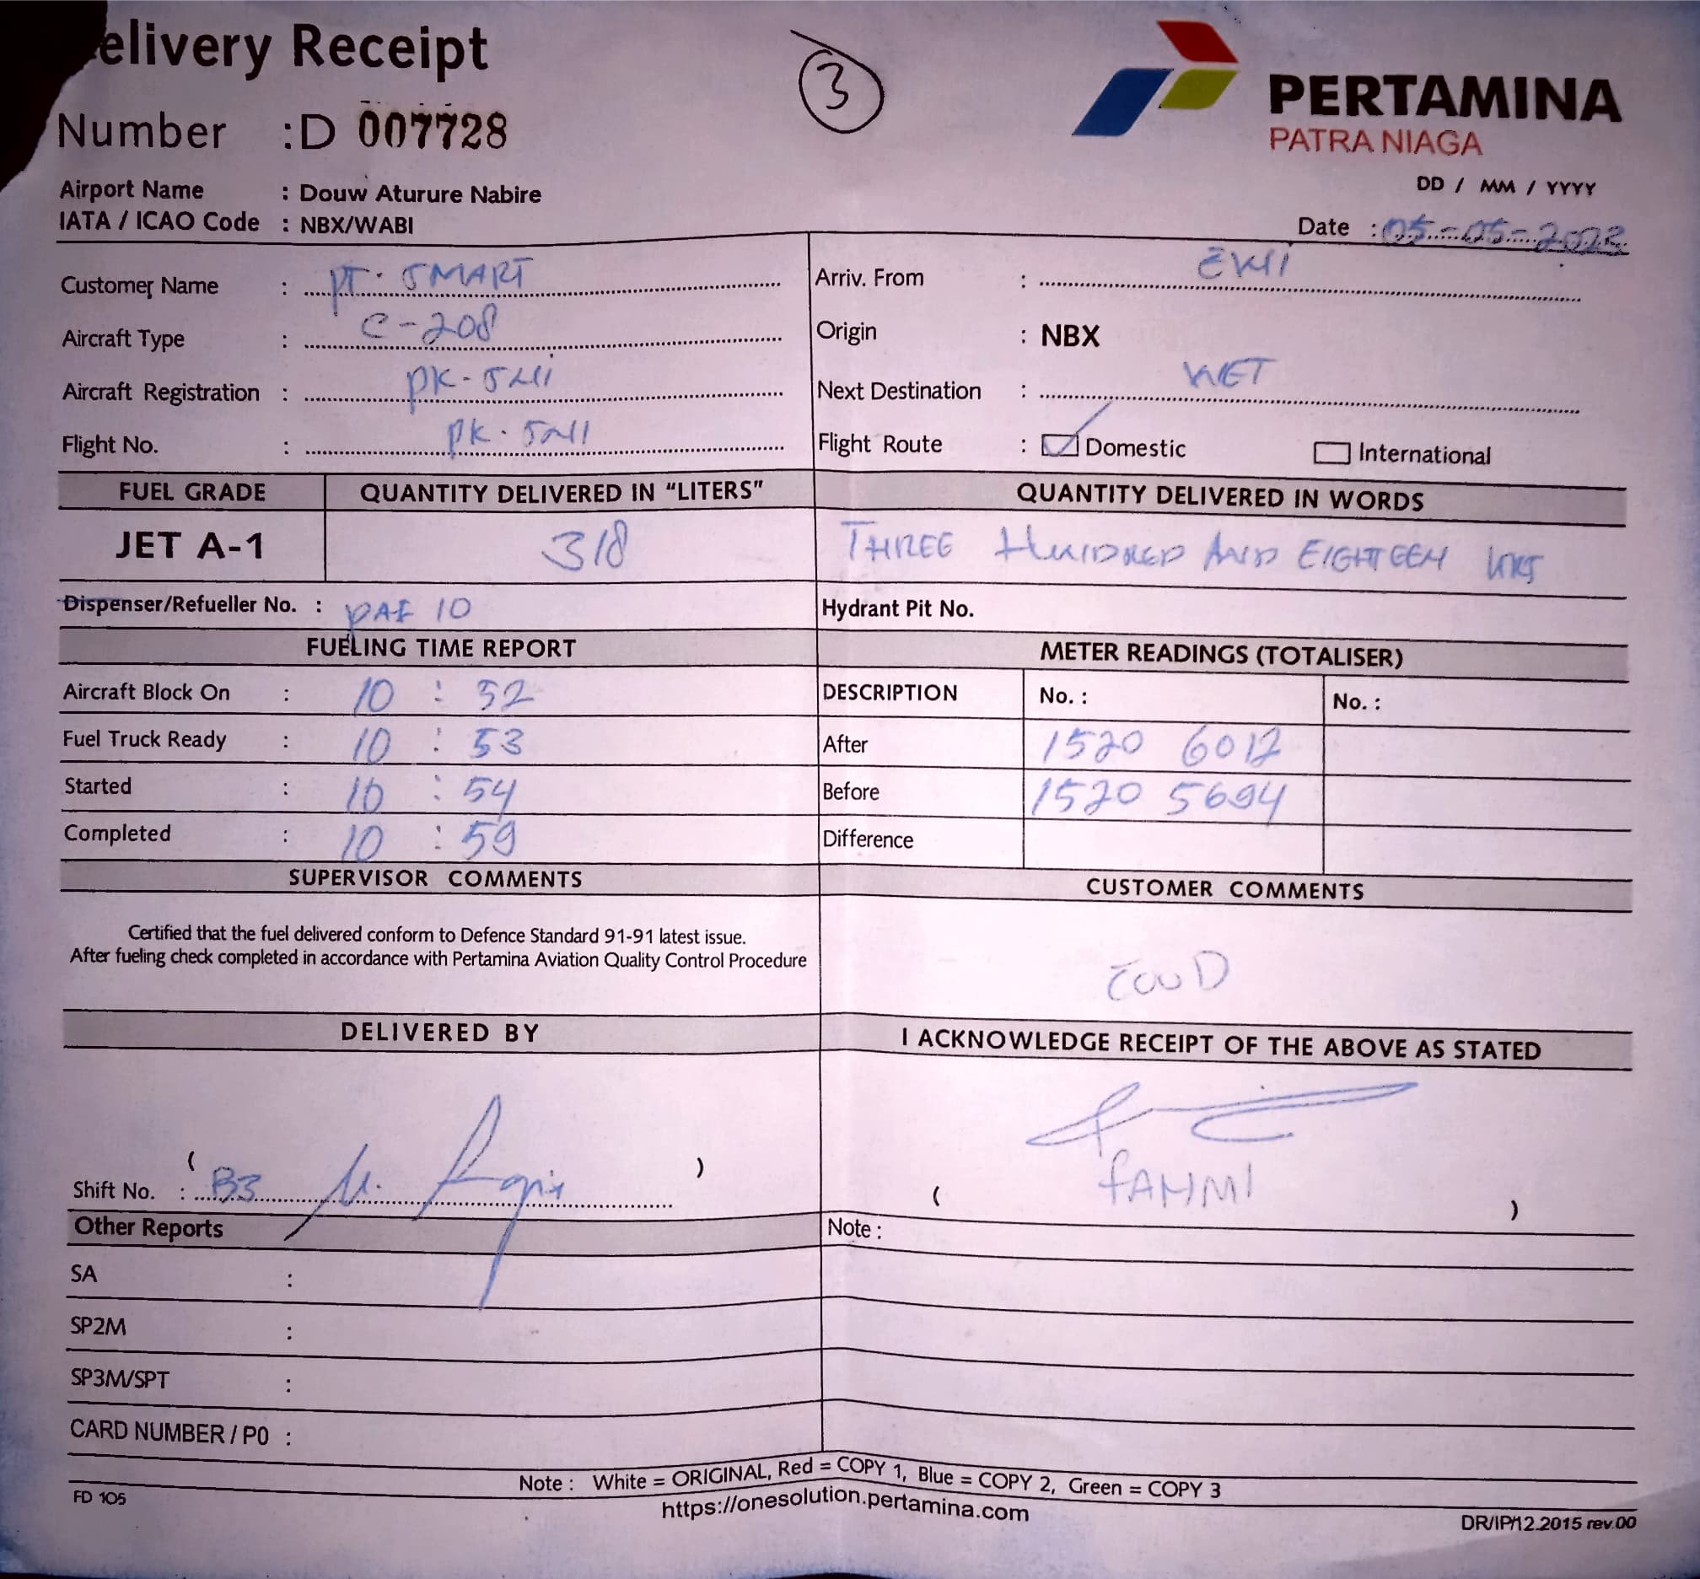 elivery Receipt
3
PERTAMINA
PATRA NIAGA
Number : D 007728
Airport Name : Douw Aturure Nabire
IATA / ICAO Code : NBX/WABI
DD / MM / YYYY
Date : 05-05-2023
Customer Name : PT. SMART
Aircraft Type : C-208
Aircraft Registration : PK-
Flight No. : PK-
Arriv. From :
Origin : NBX
Next Destination : WET
Flight Route : Domestic International
FUEL GRADE QUANTITY DELIVERED IN "LITERS" QUANTITY DELIVERED IN WORDS
JET A-1 318 THREE HUNDRED AND EIGHTEEN
Dispenser/Refueller No. : 10 Hydrant Pit No.
FUELING TIME REPORT
Aircraft Block On : 10 : 52
Fuel Truck Ready : 10 : 53
Started : 10 : 54
Completed : 10 : 59
METER READINGS (TOTALISER)
DESCRIPTION No. : No. :
After 1520 6012
Before 1520 5694
Difference
SUPERVISOR COMMENTS
Certified that the fuel delivered conform to Defence Standard 91-91 latest issue.
After fueling check completed in accordance with Pertamina Aviation Quality Control Procedure
CUSTOMER COMMENTS
GOOD
DELIVERED BY
( )
Shift No. : B3
I ACKNOWLEDGE RECEIPT OF THE ABOVE AS STATED
( FAHMI )
Other Reports
SA :
SP2M :
SP3M/SPT :
CARD NUMBER / P0 :
Note :
Note : White = ORIGINAL, Red = COPY 1, Blue = COPY 2, Green = COPY 3
https://onesolution.pertamina.com
FD 105
DR/IP/12.2015 rev.00